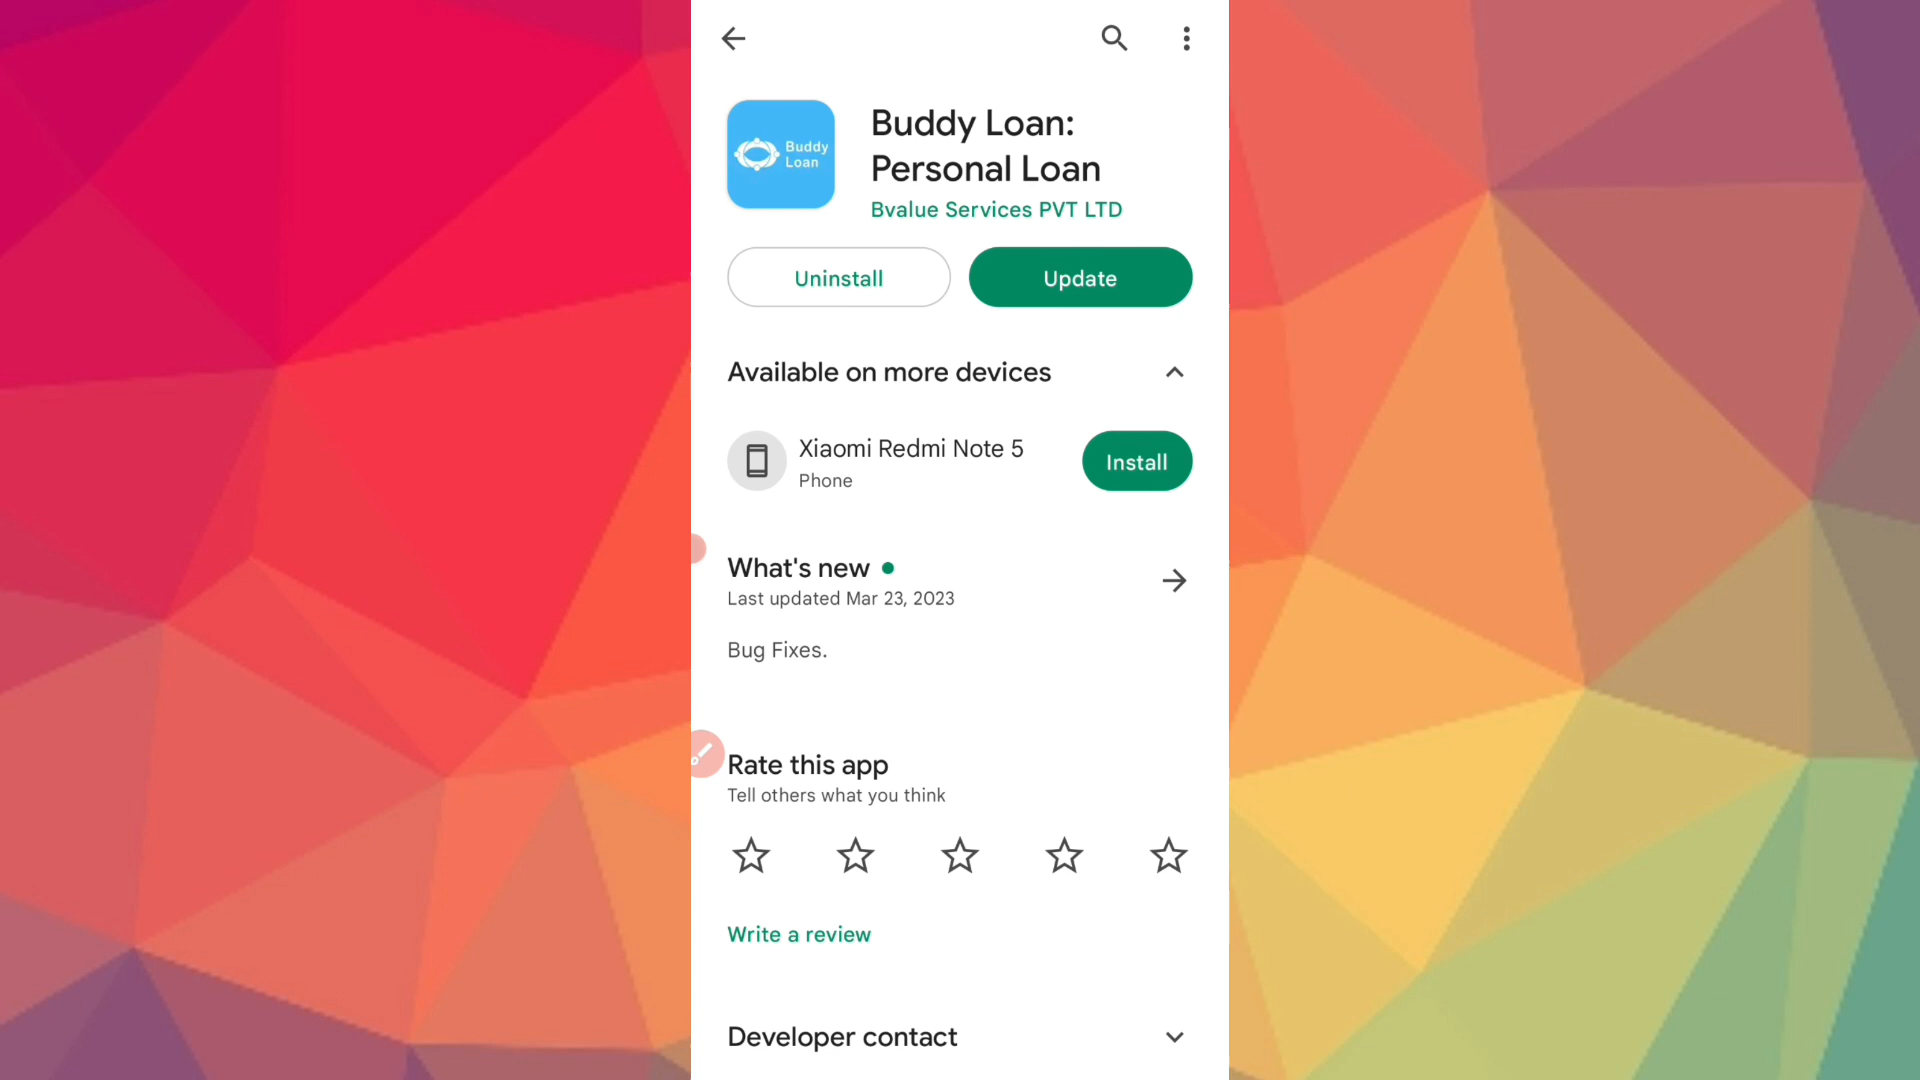 Buddy
Loan
Buddy Loan:
Personal Loan
Bvalue Services PVT LTD
Uninstall
Update
Available on more devices
Xiaomi Redmi Note 5
Phone
Install
What's new
Last updated Mar 23, 2023
Bug Fixes.
Rate this app
Tell others what you think
Write a review
Developer contact